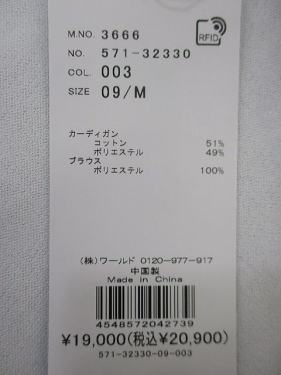 M.NO. 3666
RFID
NO. 571-32330
COL. 003
SIZE 09/M
カーディガン
コットン 51%
ポリエステル 49%
ブラウス
ポリエステル 100%
(株)ワールド 0120-977-917
中国製
Made in China
4548572042739
¥19,000(税込¥20,900)
571-32330-09-003